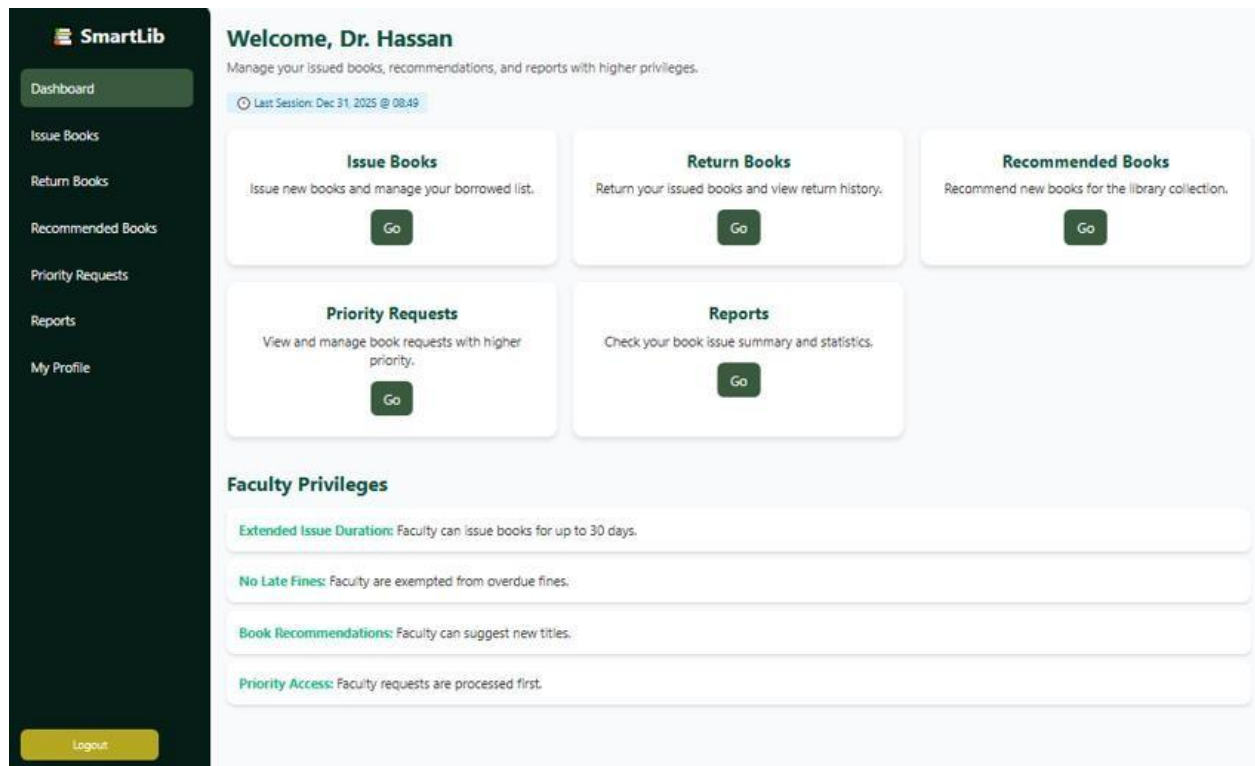 SmartLib
Dashboard
Issue Books
Return Books
Recommended Books
Priority Requests
Reports
My Profile
Logout
Welcome, Dr. Hassan
Manage your issued books, recommendations, and reports with higher privileges.
Last Session: Dec 31, 2025 @ 08:49
Issue Books
Issue new books and manage your borrowed list.
Go
Return Books
Return your issued books and view return history.
Go
Recommended Books
Recommend new books for the library collection.
Go
Priority Requests
View and manage book requests with higher
priority.
Go
Reports
Check your book issue summary and statistics.
Go
Faculty Privileges
Extended Issue Duration: Faculty can issue books for up to 30 days.
No Late Fines: Faculty are exempted from overdue fines.
Book Recommendations: Faculty can suggest new titles.
Priority Access: Faculty requests are processed first.